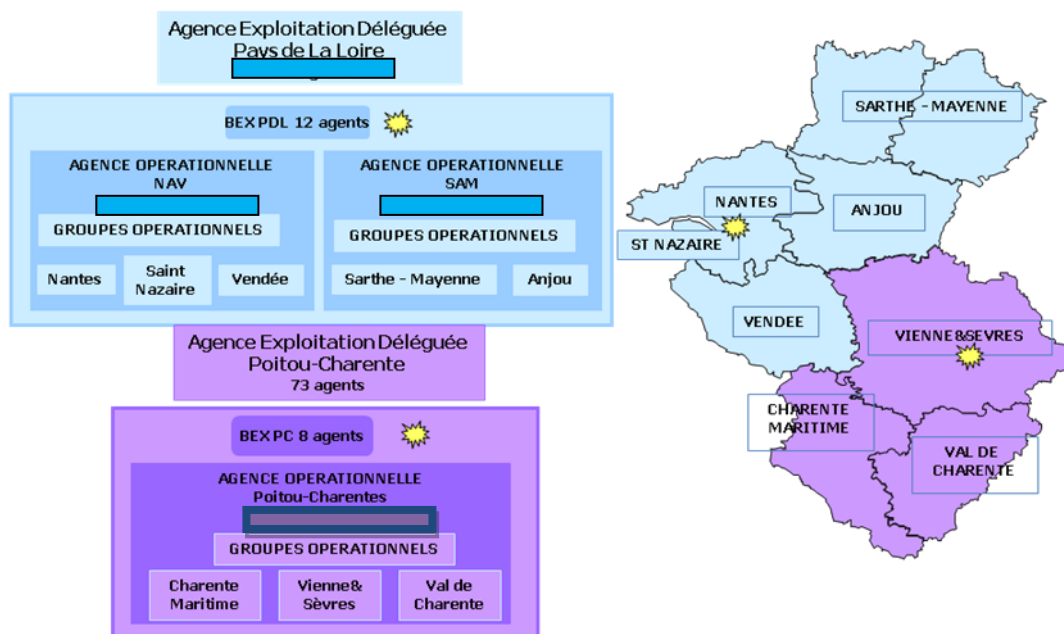 Agence Exploitation Déléguée
Pays de La Loire
BEX PDL 12 agents
AGENCE OPERATIONNELLE
NAV
GROUPES OPERATIONNELS
Nantes
Saint
Nazaire
Vendée
AGENCE OPERATIONNELLE
SAM
GROUPES OPERATIONNELS
Sarthe - Mayenne
Anjou
Agence Exploitation Déléguée
Poitou-Charente
73 agents
BEX PC 8 agents
AGENCE OPERATIONNELLE
Poitou-Charentes
GROUPES OPERATIONNELS
Charente
Maritime
Vienne&
Sèvres
Val de
Charente
SARTHE - MAYENNE
NANTES
ANJOU
ST NAZAIRE
VENDEE
VIENNE&SEVRES
CHARENTE
MARITIME
VAL DE
CHARENTE